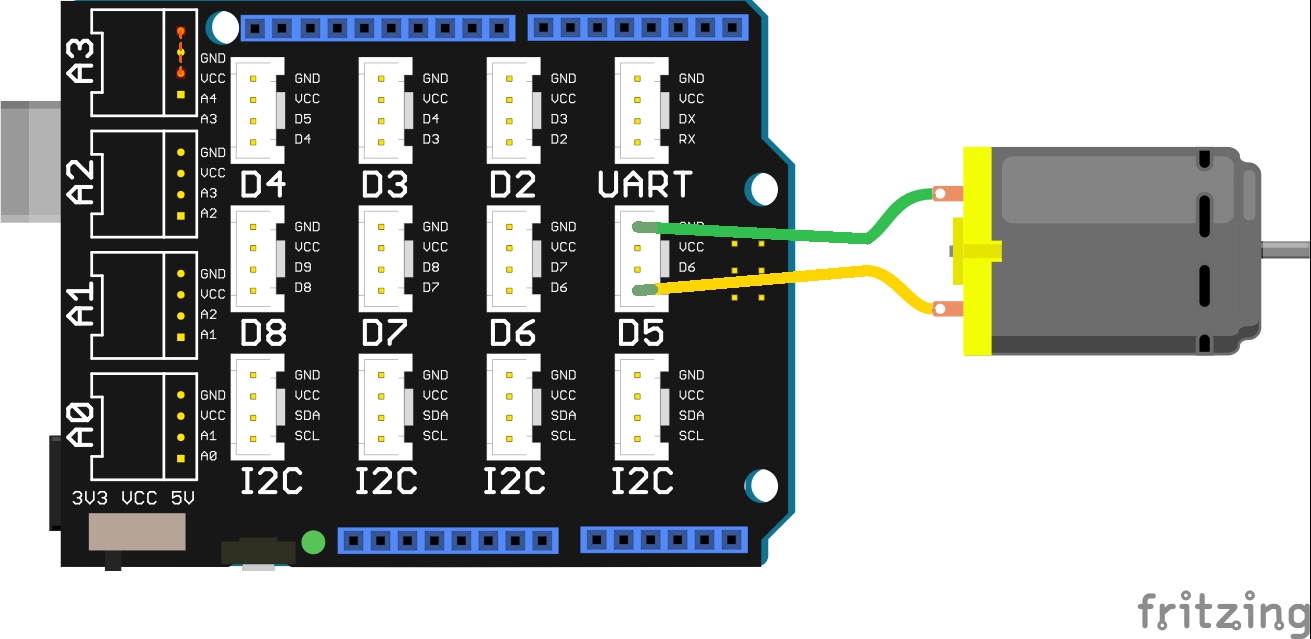 A3
GND
VCC
A4
A3
A2
GND
VCC
A3
A2
A1
GND
VCC
A2
A1
A0
GND
VCC
A1
A0
3V3 VCC 5V
GND
VCC
D5
D4
D4
GND
VCC
D4
D3
D3
GND
VCC
D3
D2
D2
GND
VCC
DX
RX
UART
GND
VCC
D9
D8
D8
GND
VCC
D8
D7
D7
GND
VCC
D7
D6
D6
GND
VCC
D6
D5
GND
VCC
SDA
SCL
I2C
GND
VCC
SDA
SCL
I2C
GND
VCC
SDA
SCL
I2C
GND
VCC
SDA
SCL
I2C
fritzing